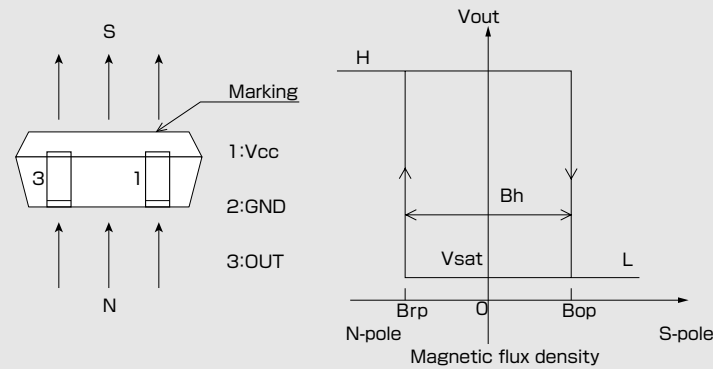 S
Marking
3
1
1:Vcc
2:GND
3:OUT
N
Vout
H
Bh
Vsat
L
Brp
0
Bop
N-pole
S-pole
Magnetic flux density